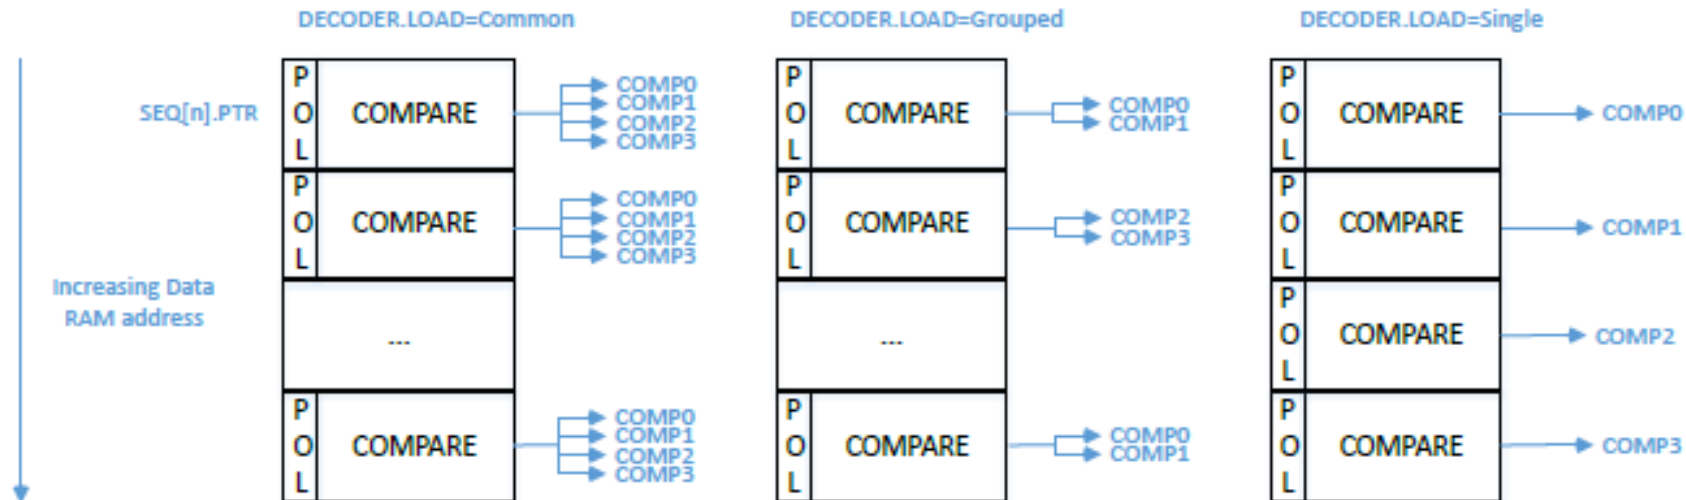 DECODER.LOAD=Common
DECODER.LOAD=Grouped
DECODER.LOAD=Single
SEQ[n].PTR
Increasing Data
RAM address
P
O
L
COMPARE
COMP0
COMP1
COMP2
COMP3
P
O
L
COMPARE
COMP0
COMP1
COMP2
COMP3
...
P
O
L
COMPARE
COMP0
COMP1
COMP2
COMP3
P
O
L
COMPARE
COMP0
COMP1
P
O
L
COMPARE
COMP2
COMP3
...
P
O
L
COMPARE
COMP0
COMP1
P
O
L
COMPARE
COMP0
P
O
L
COMPARE
COMP1
P
O
L
COMPARE
COMP2
P
O
L
COMPARE
COMP3